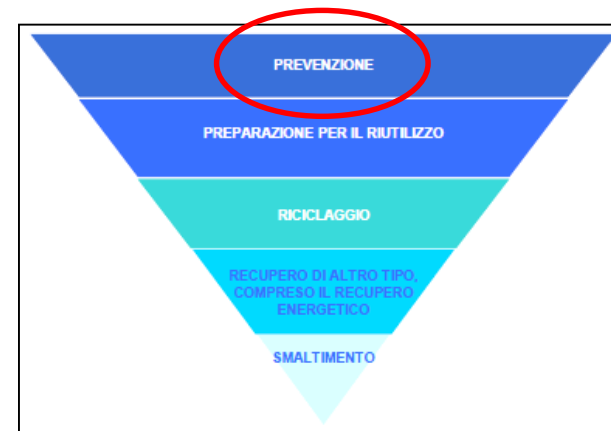 PREVENZIONE
PREPARAZIONE PER IL RIUTILIZZO
RICICLAGGIO
RECUPERO DI ALTRO TIPO,
COMPRESO IL RECUPERO
ENERGETICO
SMALTIMENTO